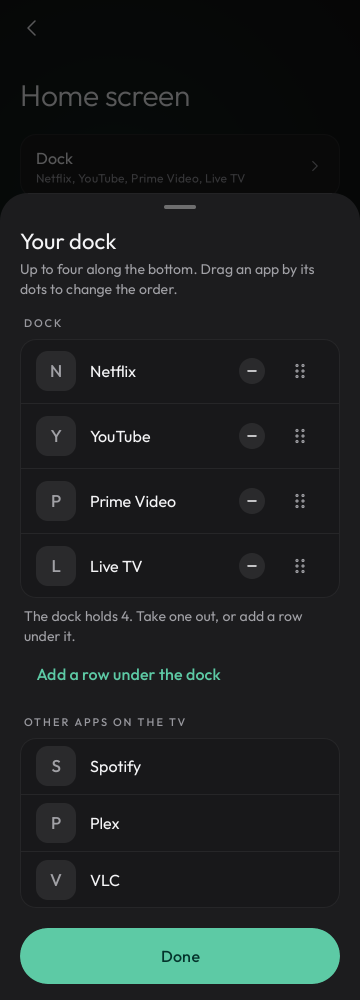 Home screen
Dock
Netflix, YouTube, Prime Video, Live TV
Your dock
Up to four along the bottom. Drag an app by its
dots to change the order.
DOCK
N Netflix
Y YouTube
P Prime Video
L Live TV
The dock holds 4. Take one out, or add a row
under it.
Add a row under the dock
OTHER APPS ON THE TV
S Spotify
P Plex
V VLC
Done